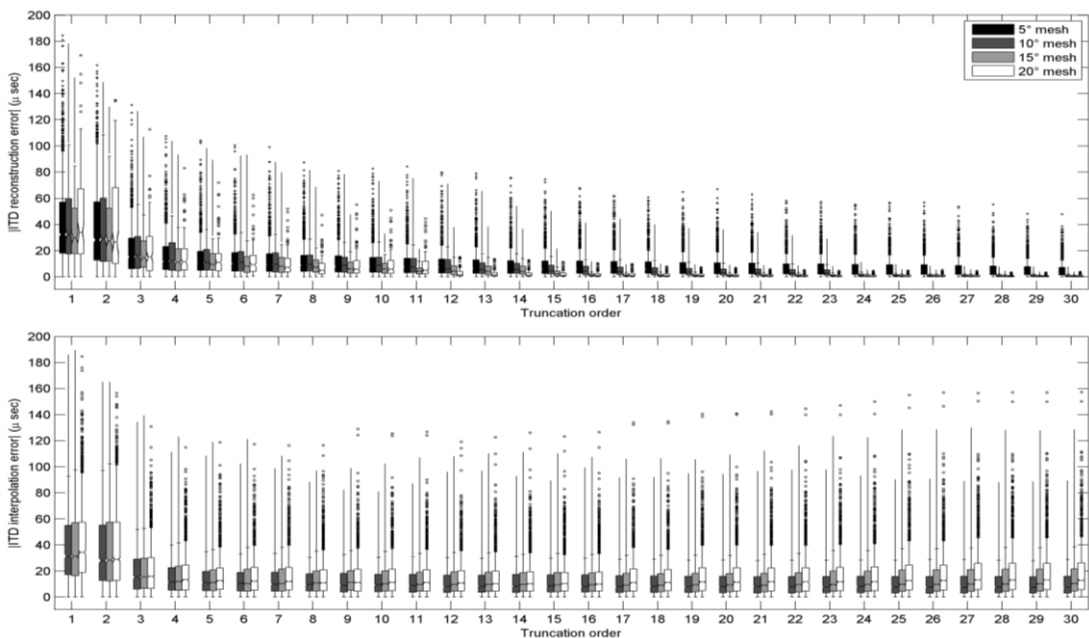 200
180
160
140
120
100
80
60
40
20
0
|ITD reconstruction error| (μ sec)
5° mesh
10° mesh
15° mesh
20° mesh
1 2 3 4 5 6 7 8 9 10 11 12 13 14 15 16 17 18 19 20 21 22 23 24 25 26 27 28 29 30
Truncation order
200
180
160
140
120
100
80
60
40
20
0
|ITD interpolation error| (μ sec)
1 2 3 4 5 6 7 8 9 10 11 12 13 14 15 16 17 18 19 20 21 22 23 24 25 26 27 28 29 30
Truncation order